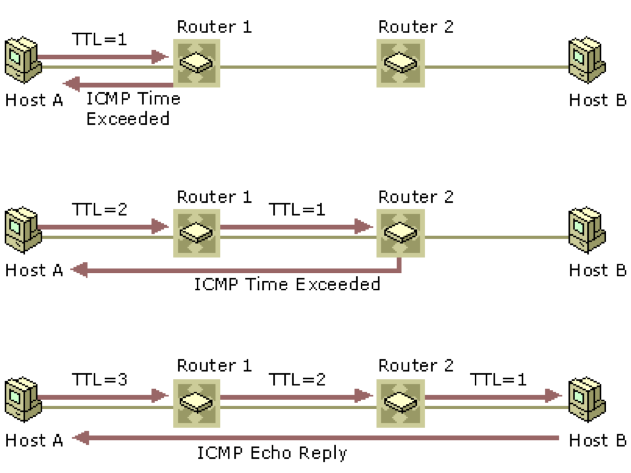 TTL=1
Router 1
Router 2
Host A
ICMP Time
Exceeded
Host B
TTL=2
Router 1
TTL=1
Router 2
Host A
ICMP Time Exceeded
Host B
TTL=3
Router 1
TTL=2
Router 2
TTL=1
Host A
ICMP Echo Reply
Host B